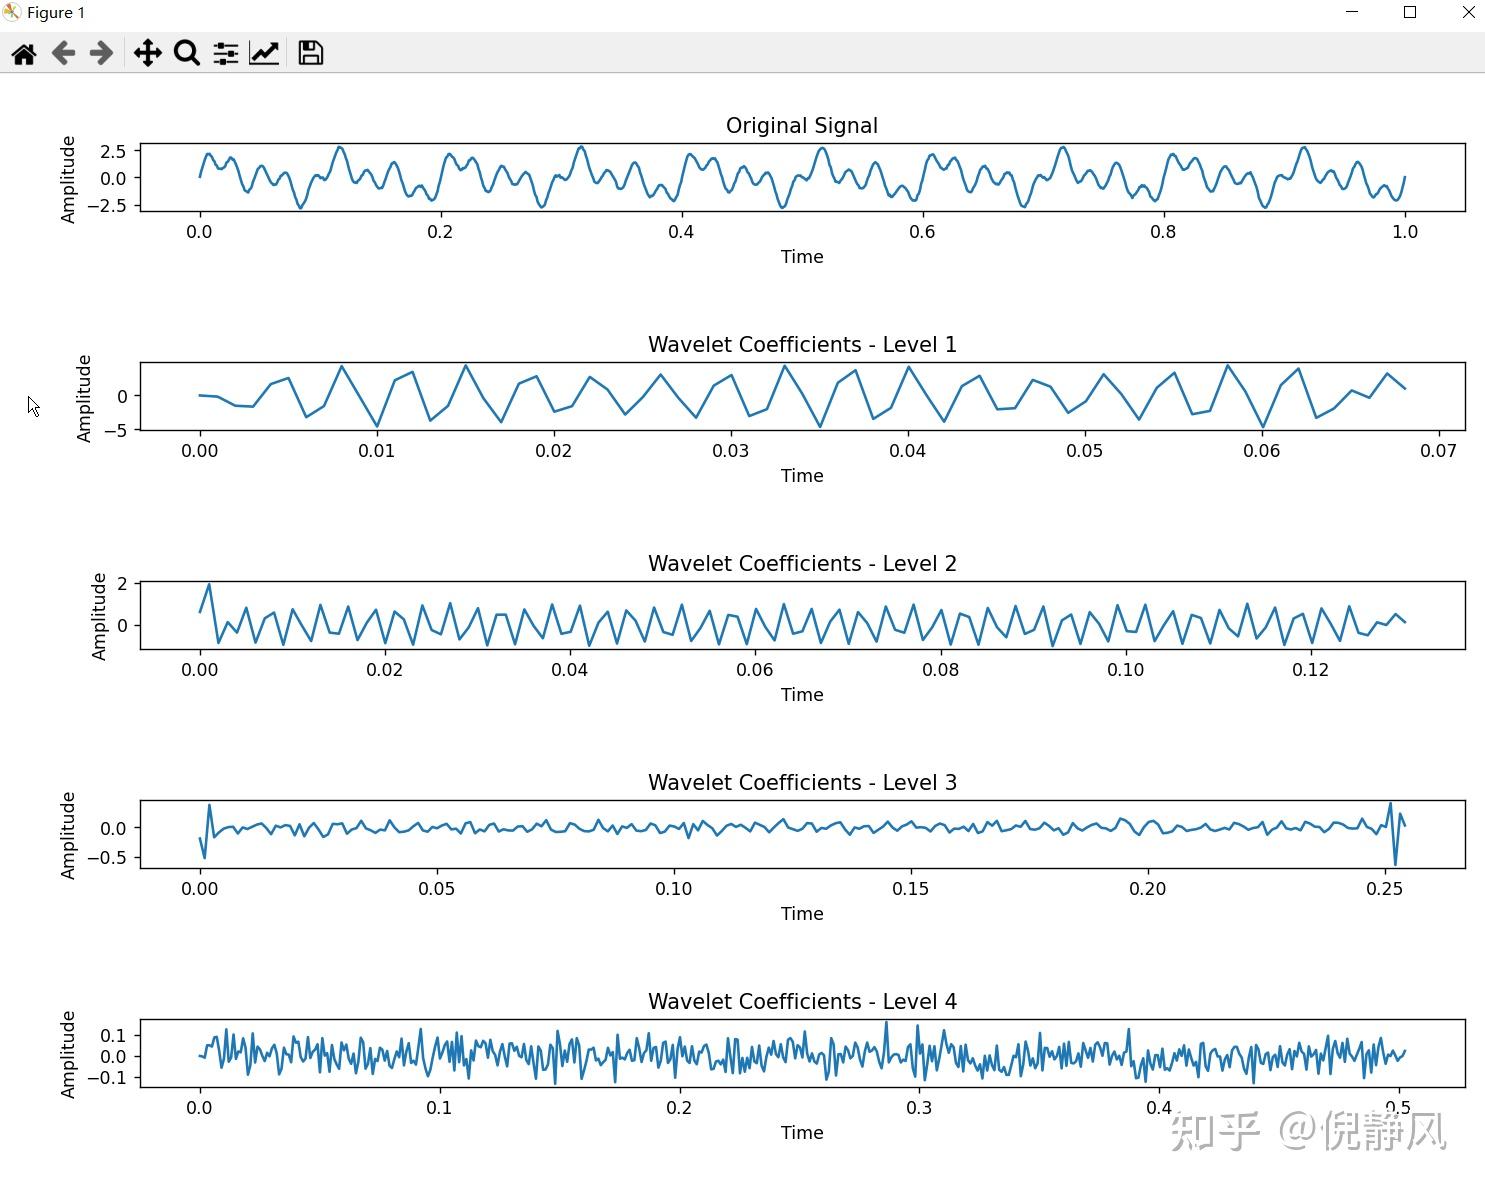 Figure 1
Original Signal
Amplitude
2.5
0.0
−2.5
0.0 0.2 0.4 0.6 0.8 1.0
Time
Wavelet Coefficients - Level 1
Amplitude
0
−5
0.00 0.01 0.02 0.03 0.04 0.05 0.06 0.07
Time
Wavelet Coefficients - Level 2
Amplitude
2
0
0.00 0.02 0.04 0.06 0.08 0.10 0.12
Time
Wavelet Coefficients - Level 3
Amplitude
0.0
−0.5
0.00 0.05 0.10 0.15 0.20 0.25
Time
Wavelet Coefficients - Level 4
Amplitude
0.1
0.0
−0.1
0.0 0.1 0.2 0.3 0.4 0.5
Time
知乎 @倪静风